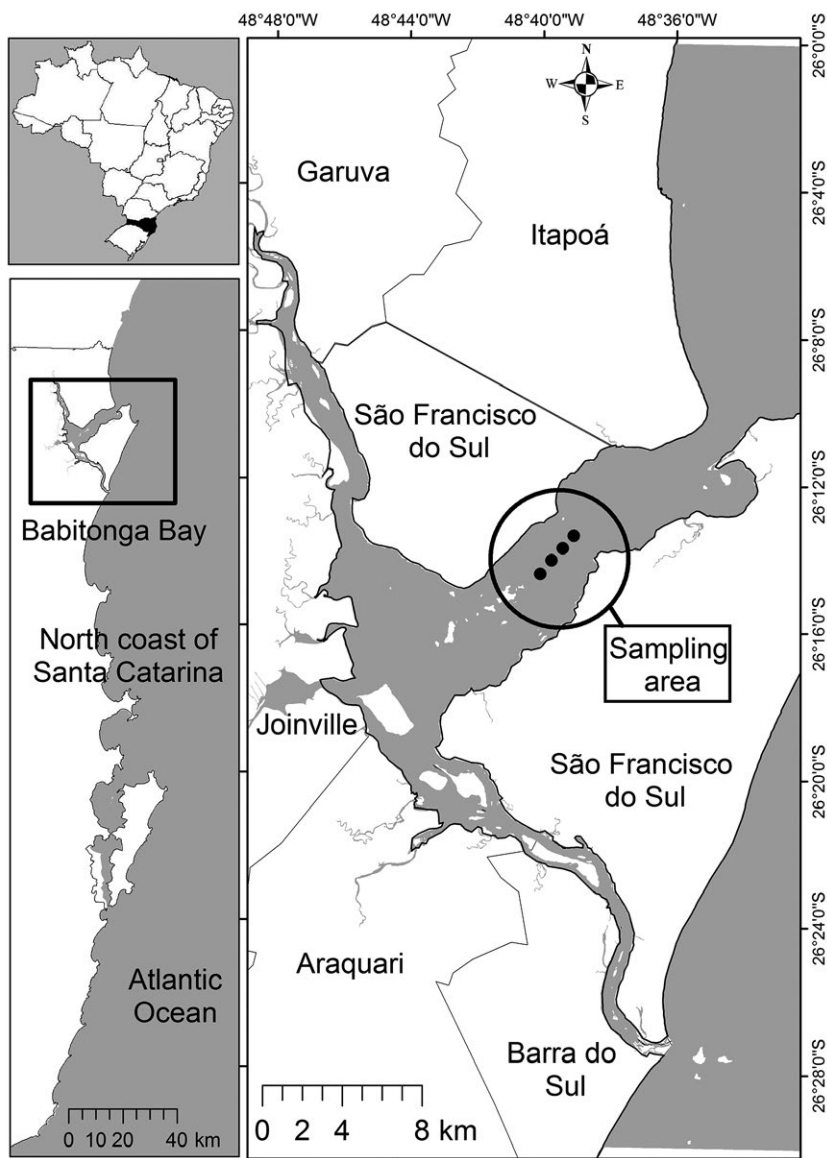 48°48'0"W
48°44'0"W
48°40'0"W
48°36'0"W
26°0'0"S
26°4'0"S
26°8'0"S
26°12'0"S
26°16'0"S
26°20'0"S
26°24'0"S
26°28'0"S
N
W
E
S
Garuva
Itapoá
São Francisco
do Sul
Babitonga Bay
North coast of
Santa Catarina
Sampling
area
Joinville
São Francisco
do Sul
Araquari
Atlantic
Ocean
Barra do
Sul
0 10 20 40 km
0 2 4 8 km